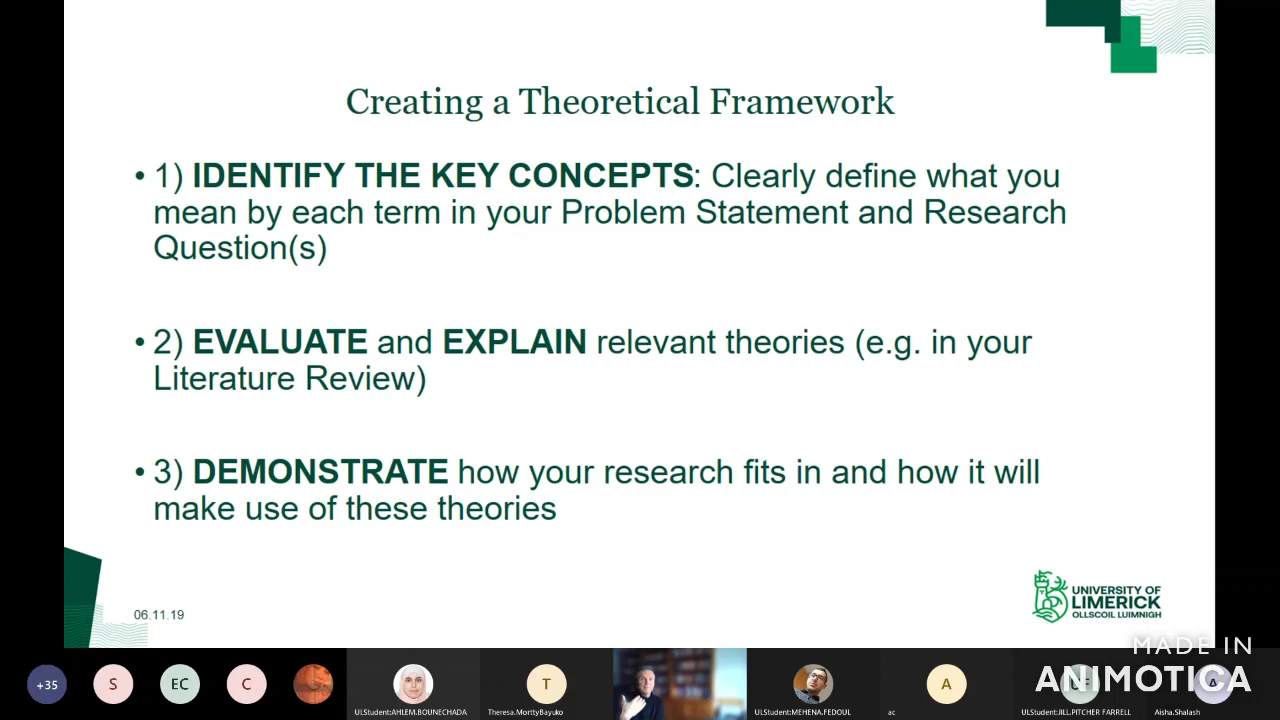 Creating a Theoretical Framework
• 1) IDENTIFY THE KEY CONCEPTS: Clearly define what you
mean by each term in your Problem Statement and Research
Question(s)
• 2) EVALUATE and EXPLAIN relevant theories (e.g. in your
Literature Review)
• 3) DEMONSTRATE how your research fits in and how it will
make use of these theories
06.11.19
UNIVERSITY OF
LIMERICK
OLLSCOIL LUIMNIGH
MADE IN
ANIMOTICA
+35
S
EC
C
T
A
A
ULStudent:AHLEM.BOUNECHADA
Theresa.MorttyBayuko
ULStudent:MEHENA.FEDOUL
ac
ULStudent:JILL.PITCHER FARRELL
Aisha.Shalash